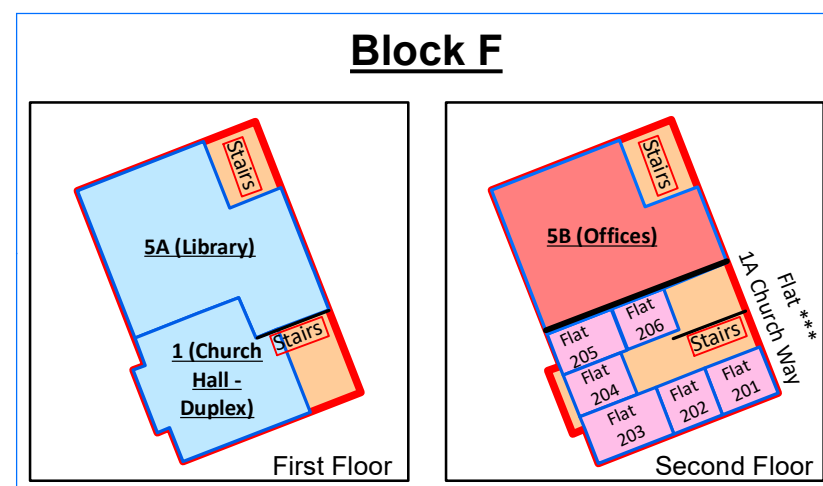 Block F
Stairs
5A (Library)
1 (Church
Hall -
Duplex)
Stairs
First Floor
Stairs
5B (Offices)
Flat ***
1A Church Way
Flat
206
Flat
205
Stairs
Flat
204
Flat
203
Flat
202
Flat
201
Second Floor